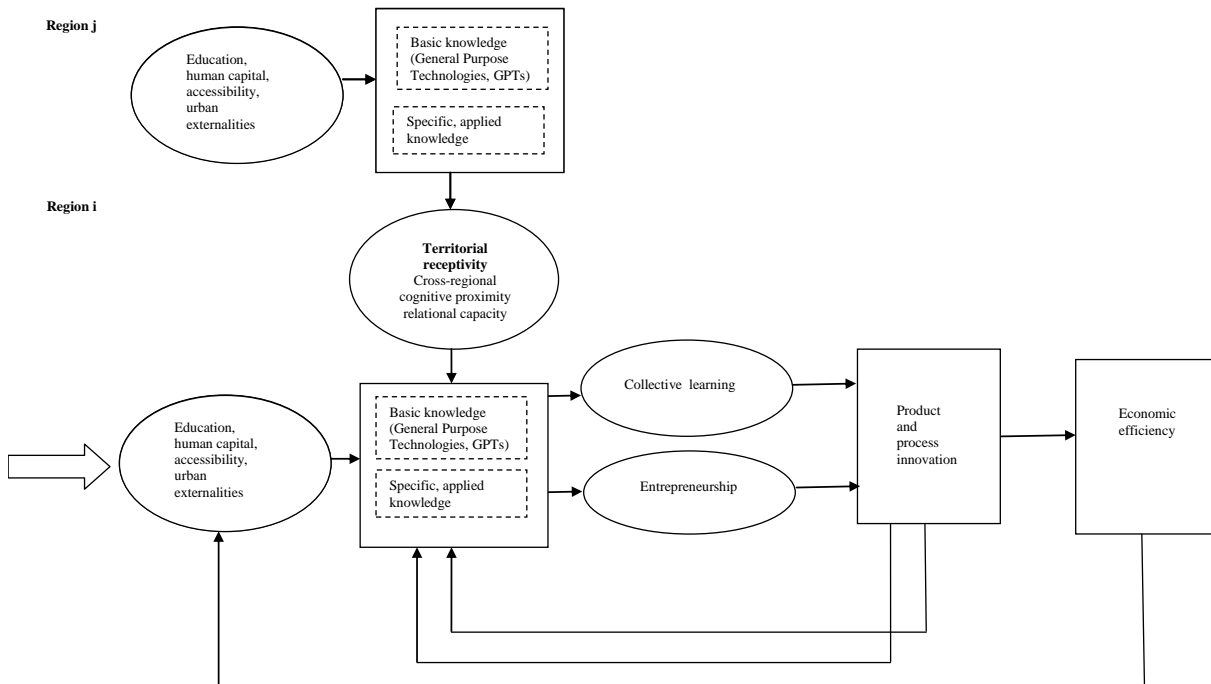 Region j
Education,
human capital,
accessibility,
urban
externalities
Basic knowledge
(General Purpose
Technologies, GPTs)
Specific, applied
knowledge
Region i
Territorial
receptivity
Cross-regional
cognitive proximity
relational capacity
Education,
human capital,
accessibility,
urban
externalities
Basic knowledge
(General Purpose
Technologies, GPTs)
Specific, applied
knowledge
Collective learning
Entrepreneurship
Product
and
process
innovation
Economic
efficiency